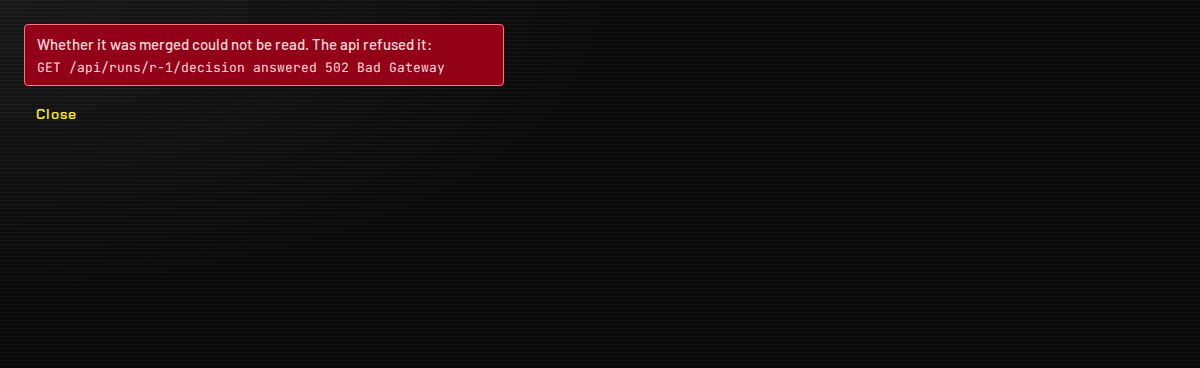 Whether it was merged could not be read. The api refused it:
GET /api/runs/r-1/decision answered 502 Bad Gateway
Close